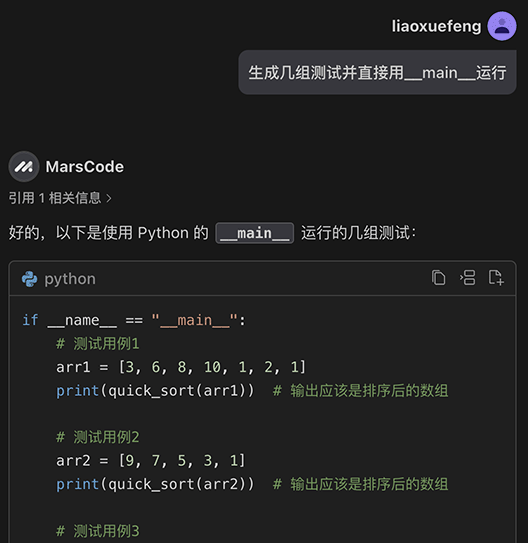 liaoxuefeng
生成几组测试并直接用__main__运行
MarsCode
引用 1 相关信息 >
好的，以下是使用 Python 的 __main__ 运行的几组测试：
python
if __name__ == "__main__":
    # 测试用例1
    arr1 = [3, 6, 8, 10, 1, 2, 1]
    print(quick_sort(arr1))  # 输出应该是排序后的数组
    # 测试用例2
    arr2 = [9, 7, 5, 3, 1]
    print(quick_sort(arr2))  # 输出应该是排序后的数组
    # 测试用例3